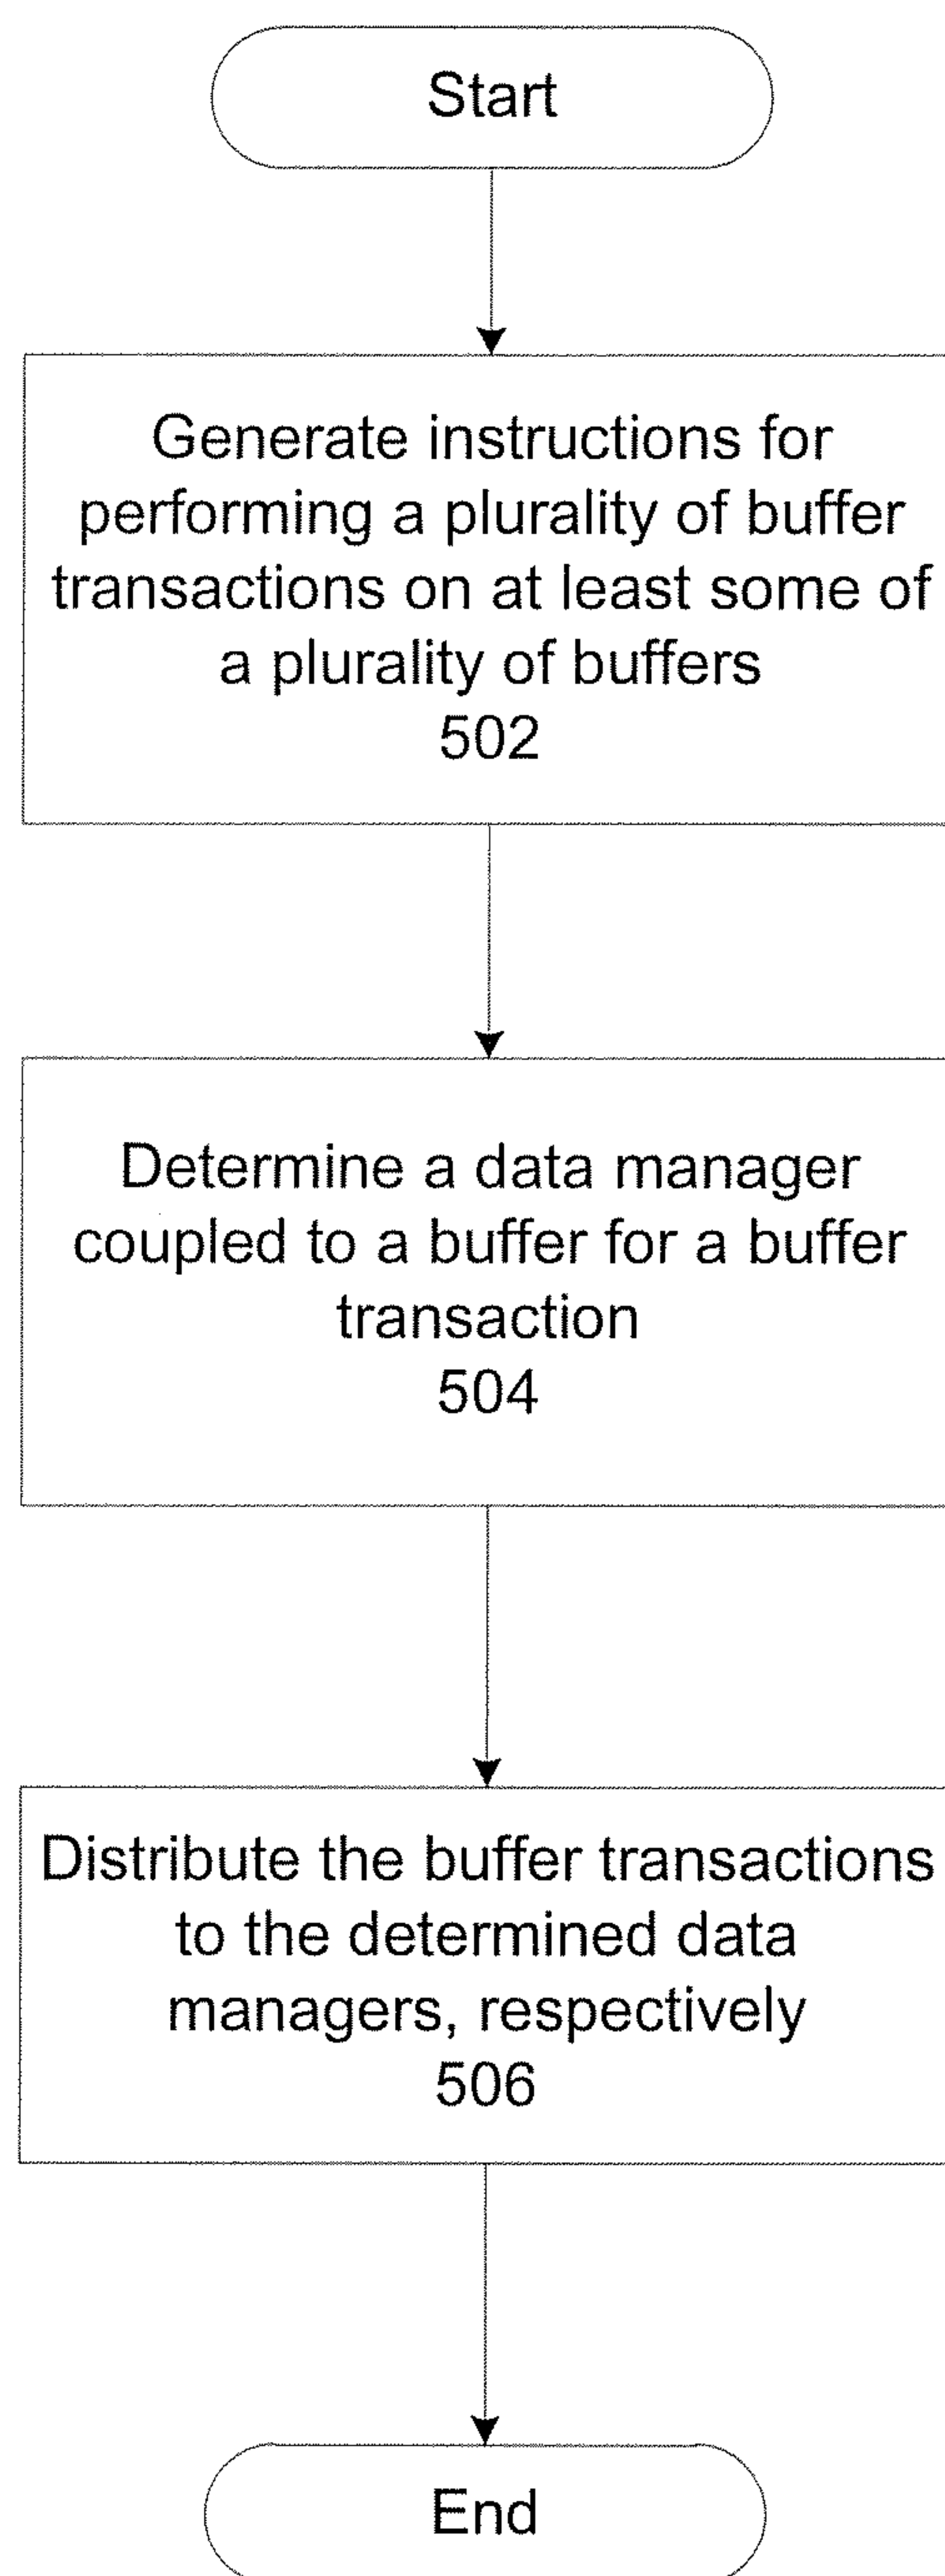 Start
Generate instructions for
performing a plurality of buffer
transactions on at least some of
a plurality of buffers
502
Determine a data manager
coupled to a buffer for a buffer
transaction
504
Distribute the buffer transactions
to the determined data
managers, respectively
506
End